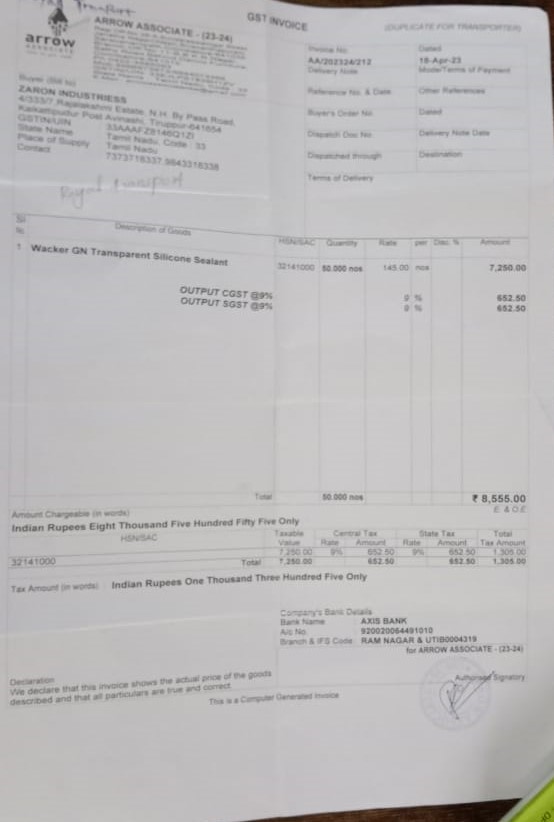 Transport
GST INVOICE
(DUPLICATE FOR TRANSPORTER)
arrow
ASSOCIATE
ARROW ASSOCIATE - (23-24)
Invoice No.
Dated
AA/202324/212
18-Apr-23
Delivery Note
Mode/Terms of Payment
Reference No. & Date
Other References
Buyer's Order No
Dated
Dispatch Doc No
Delivery Note Date
Dispatched through
Destination
Terms of Delivery
Buyer (Bill to)
ZARON INDUSTRIESS
4/333/7 Rajalakshmi Estate, N.H. By Pass Road,
Kaikattipudur Post Avinashi, Tiruppur-641654
GSTIN/UIN 33AAAFZ8146Q1ZI
State Name Tamil Nadu, Code : 33
Place of Supply Tamil Nadu
Contact 7373718337,9843316338
Royal Transport
Sl No Description of Goods HSN/SAC Quantity Rate per Disc. % Amount
1 Wacker GN Transparent Silicone Sealant 32141000 50.000 nos 145.00 nos 7,250.00
OUTPUT CGST @9% 9 % 652.50
OUTPUT SGST @9% 9 % 652.50
Total 50.000 nos ₹ 8,555.00
Amount Chargeable (in words) E. & O.E
Indian Rupees Eight Thousand Five Hundred Fifty Five Only
HSN/SAC Taxable Central Tax State Tax Total
Value Rate Amount Rate Amount Tax Amount
32141000 7,250.00 9% 652.50 9% 652.50 1,305.00
Total 7,250.00 652.50 652.50 1,305.00
Tax Amount (in words) Indian Rupees One Thousand Three Hundred Five Only
Company's Bank Details
Bank Name AXIS BANK
A/c No. 920020064491010
Branch & IFS Code RAM NAGAR & UTIB0004319
for ARROW ASSOCIATE - (23-24)
Declaration
We declare that this invoice shows the actual price of the goods
described and that all particulars are true and correct.
Authorised Signatory
This is a Computer Generated Invoice